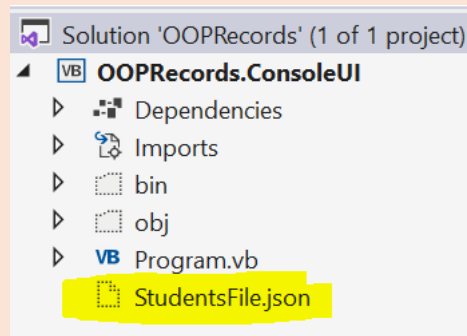 Solution 'OOPRecords' (1 of 1 project)
VB OOPRecords.ConsoleUI
Dependencies
Imports
bin
obj
VB Program.vb
StudentsFile.json